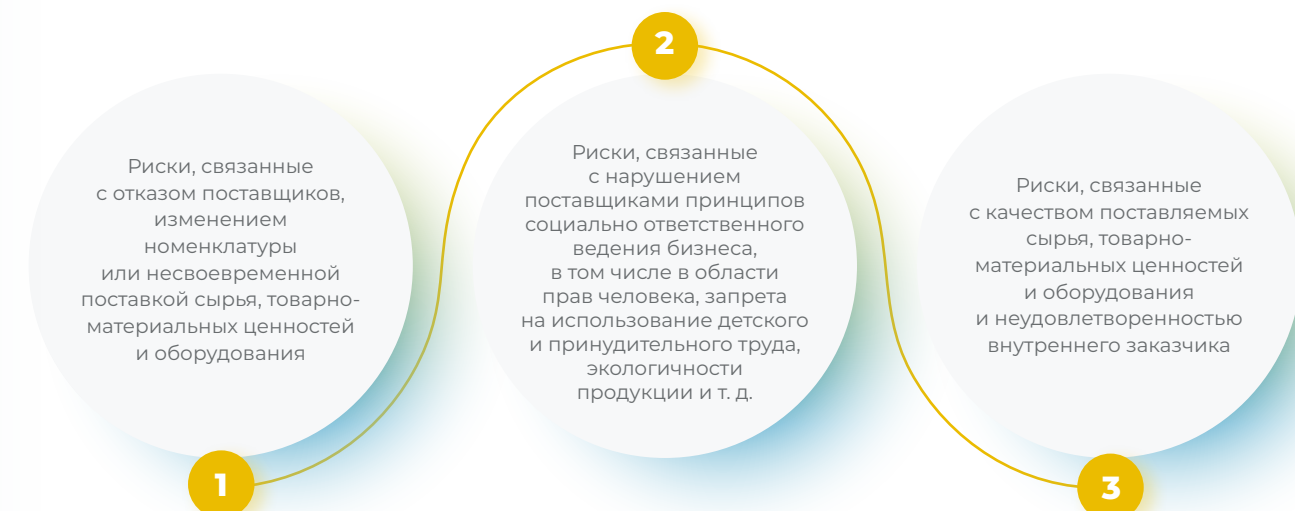 2
Риски, связанные
с отказом поставщиков,
изменением
номенклатуры
или несвоевременной
поставкой сырья, товарно-
материальных ценностей
и оборудования
1
Риски, связанные
с нарушением
поставщиками принципов
социально ответственного
ведения бизнеса,
в том числе в области
прав человека, запрета
на использование детского
и принудительного труда,
экологичности
продукции и т. д.
Риски, связанные
с качеством поставляемых
сырья, товарно-
материальных ценностей
и оборудования
и неудовлетворенностью
внутреннего заказчика
3